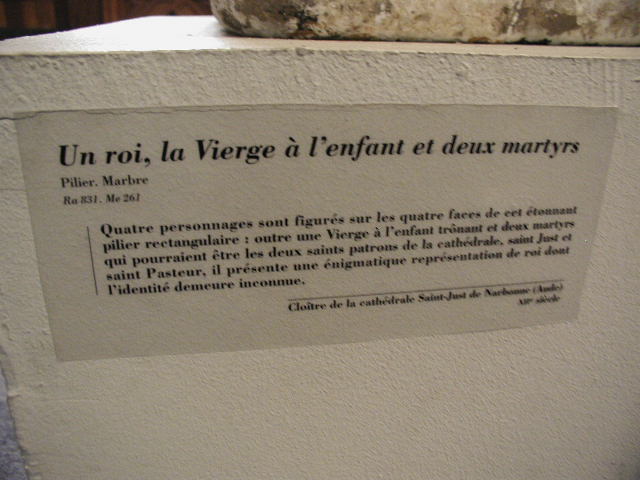 Un roi, la Vierge à l'enfant et deux martyrs
Pilier. Marbre
Ra 831. Me 261
Quatre personnages sont figurés sur les quatre faces de cet étonnant
pilier rectangulaire : outre une Vierge à l'enfant trônant et deux martyrs
qui pourraient être les deux saints patrons de la cathédrale, saint Just et
saint Pasteur, il présente une énigmatique représentation de roi dont
l'identité demeure inconnue.
Cloître de la cathédrale Saint-Just de Narbonne (Aude)
XIIe siècle